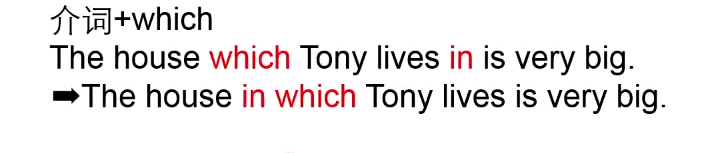 介词+which
The house which Tony lives in is very big.
➡The house in which Tony lives is very big.